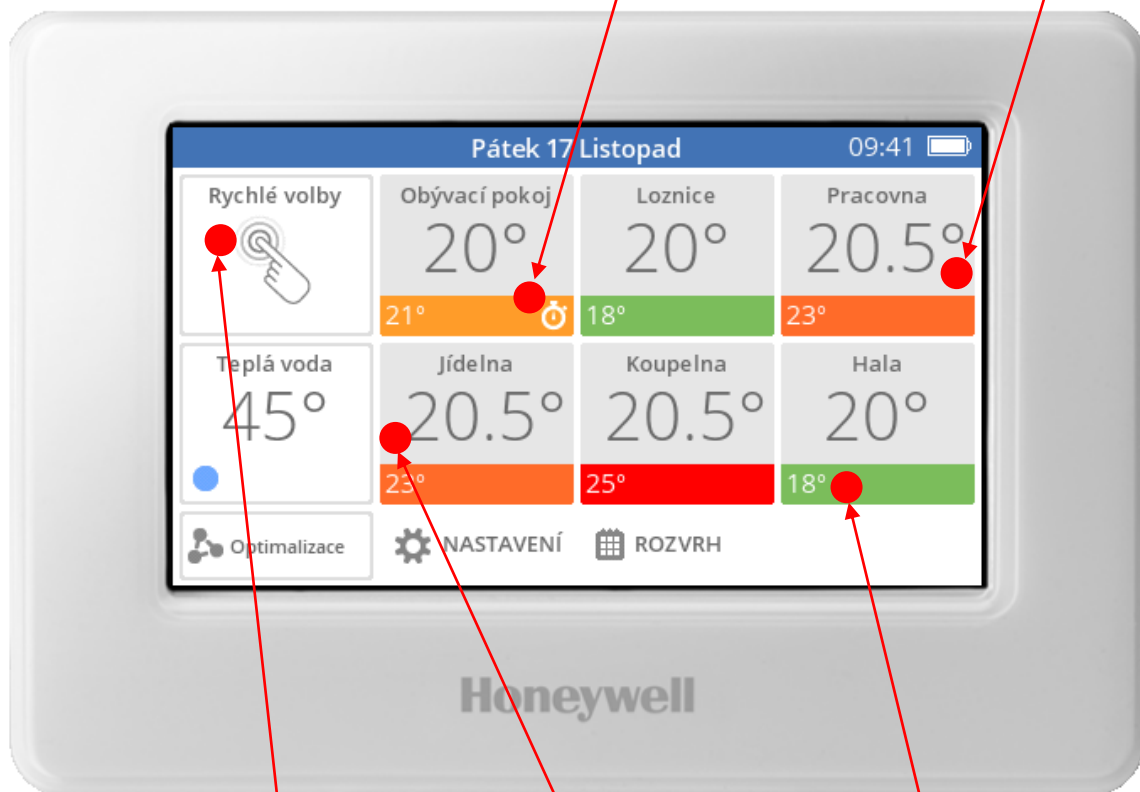 Pátek 17 Listopad 09:41
Rychlé volby
Obývací pokoj
20°
21°
Loznice
20°
18°
Pracovna
20.5°
23°
Teplá voda
45°
Jídelna
20.5°
23°
Koupelna
20.5°
25°
Hala
20°
18°
Optimalizace
NASTAVENÍ
ROZVRH
Honeywell